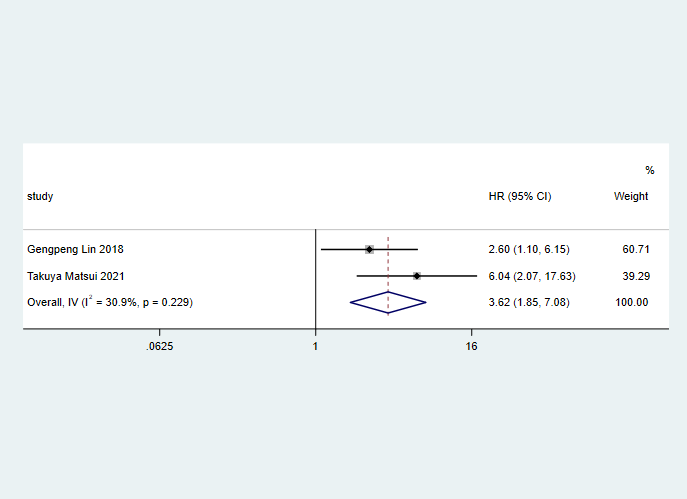 %
study HR (95% CI) Weight
Gengpeng Lin 2018 2.60 (1.10, 6.15) 60.71
Takuya Matsui 2021 6.04 (2.07, 17.63) 39.29
Overall, IV (I² = 30.9%, p = 0.229) 3.62 (1.85, 7.08) 100.00
.0625 1 16